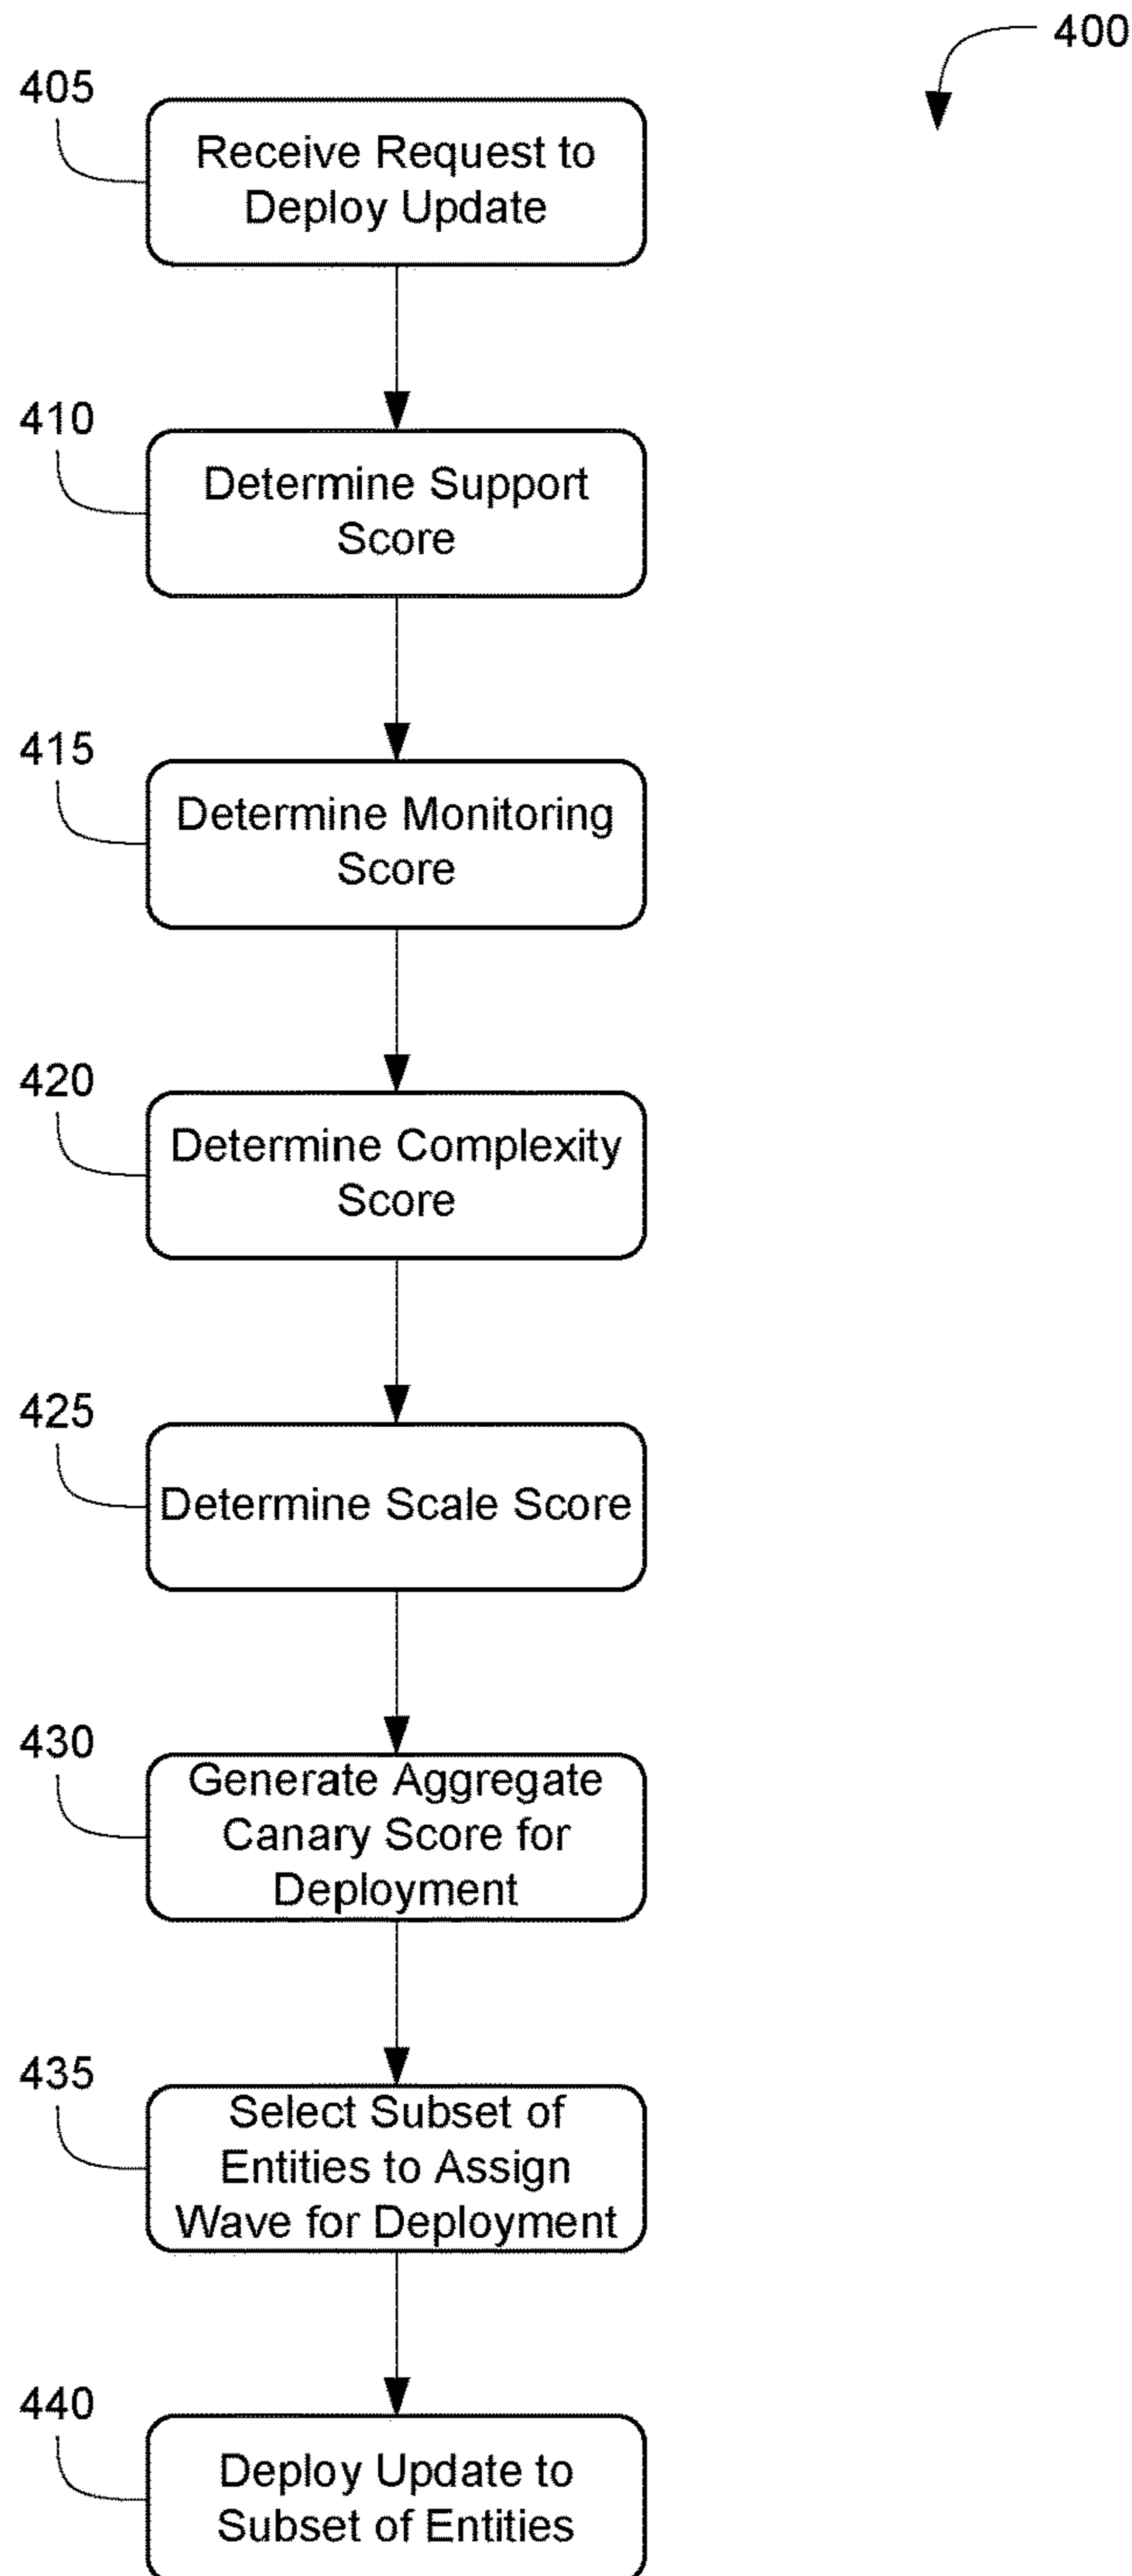 400
405
Receive Request to
Deploy Update
410
Determine Support
Score
415
Determine Monitoring
Score
420
Determine Complexity
Score
425
Determine Scale Score
430
Generate Aggregate
Canary Score for
Deployment
435
Select Subset of
Entities to Assign
Wave for Deployment
440
Deploy Update to
Subset of Entities